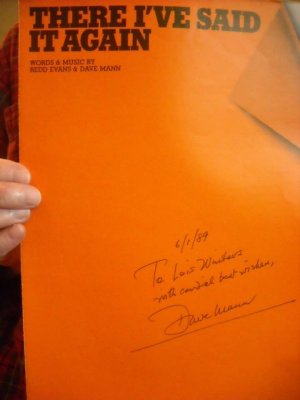 THERE I'VE SAID
IT AGAIN
WORDS & MUSIC BY
REDD EVANS & DAVE MANN
6/1/89
To Lois
with cordial best wishes,
Dave Mann